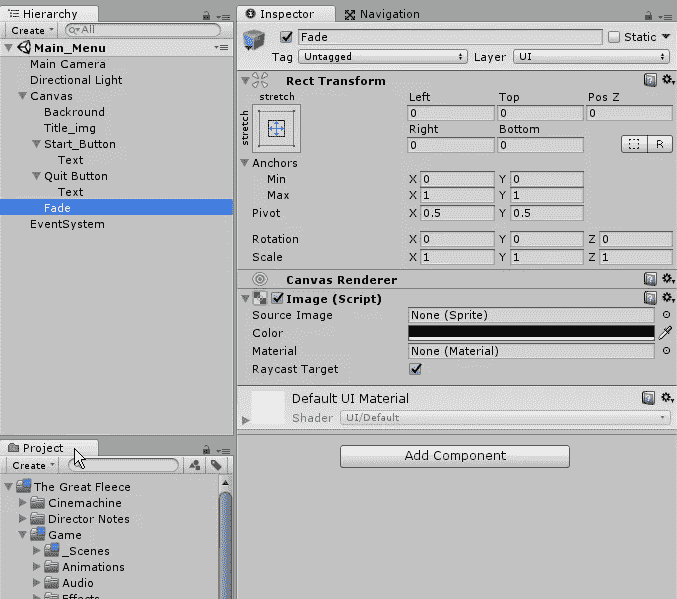 Hierarchy
Create All
Main_Menu
Main Camera
Directional Light
Canvas
Backround
Title_img
Start_Button
Text
Quit Button
Text
Fade
EventSystem
Project
Create
The Great Fleece
Cinemachine
Director Notes
Game
_Scenes
Animations
Audio
Effects
Inspector Navigation
Fade Static
Tag Untagged Layer UI
Rect Transform
stretch Left Top Pos Z
stretch
0 0 0
Right Bottom
0 0 R
Anchors
Min X 0 Y 0
Max X 1 Y 1
Pivot X 0.5 Y 0.5
Rotation X 0 Y 0 Z 0
Scale X 1 Y 1 Z 1
Canvas Renderer
Image (Script)
Source Image None (Sprite)
Color
Material None (Material)
Raycast Target
Default UI Material
Shader UI/Default
Add Component